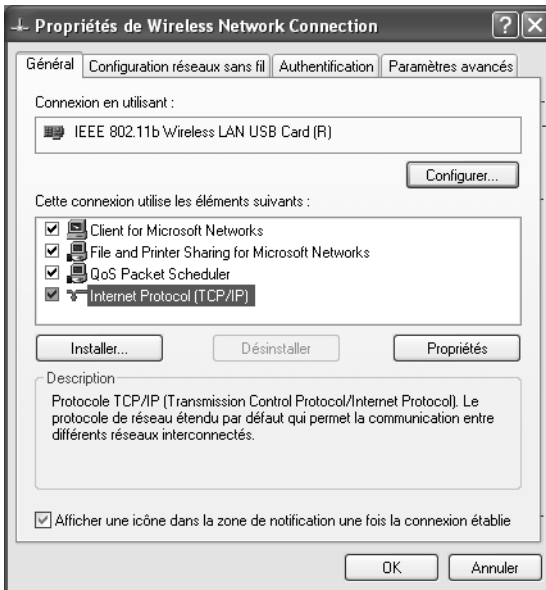 Propriétés de Wireless Network Connection
Général Configuration réseaux sans fil Authentification Paramètres avancés
Connexion en utilisant :
IEEE 802.11b Wireless LAN USB Card (R)
Configurer...
Cette connexion utilise les éléments suivants :
Client for Microsoft Networks
File and Printer Sharing for Microsoft Networks
QoS Packet Scheduler
Internet Protocol (TCP/IP)
Installer... Désinstaller Propriétés
Description
Protocole TCP/IP (Transmission Control Protocol/Internet Protocol). Le
protocole de réseau étendu par défaut qui permet la communication entre
différents réseaux interconnectés.
Afficher une icône dans la zone de notification une fois la connexion établie
OK Annuler